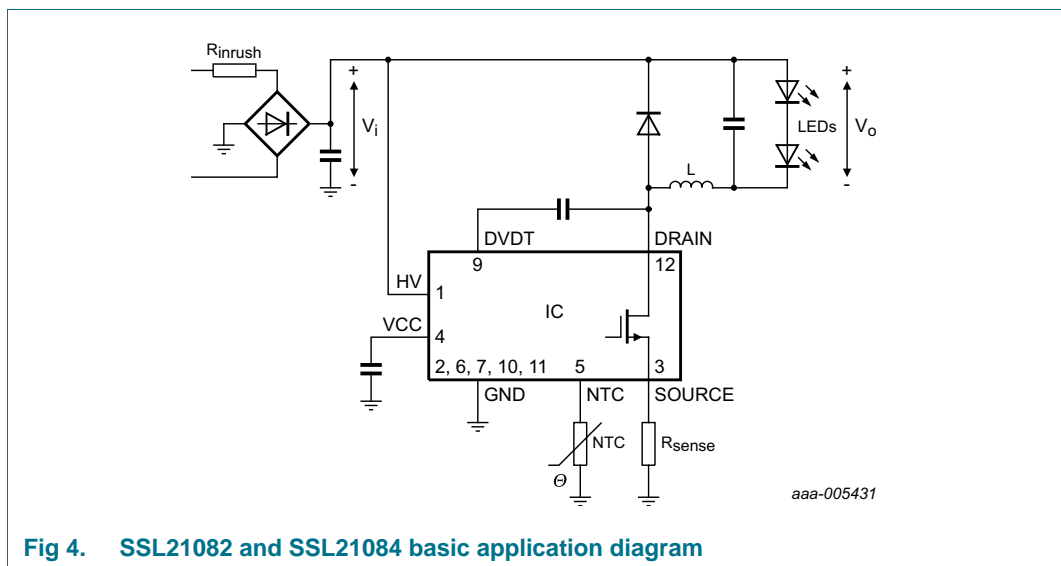 Rinrush
+
Vi
-
L
LEDs
+
Vo
-
DVDT
DRAIN
9
12
HV
1
IC
VCC
4
2, 6, 7, 10, 11
5
3
GND
NTC
SOURCE
NTC
Θ
Rsense
aaa-005431
Fig 4. SSL21082 and SSL21084 basic application diagram